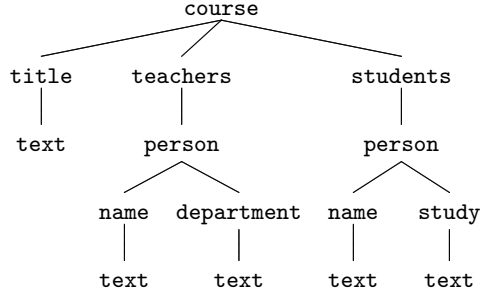 course
title teachers students
text person person
name department name study
text text text text